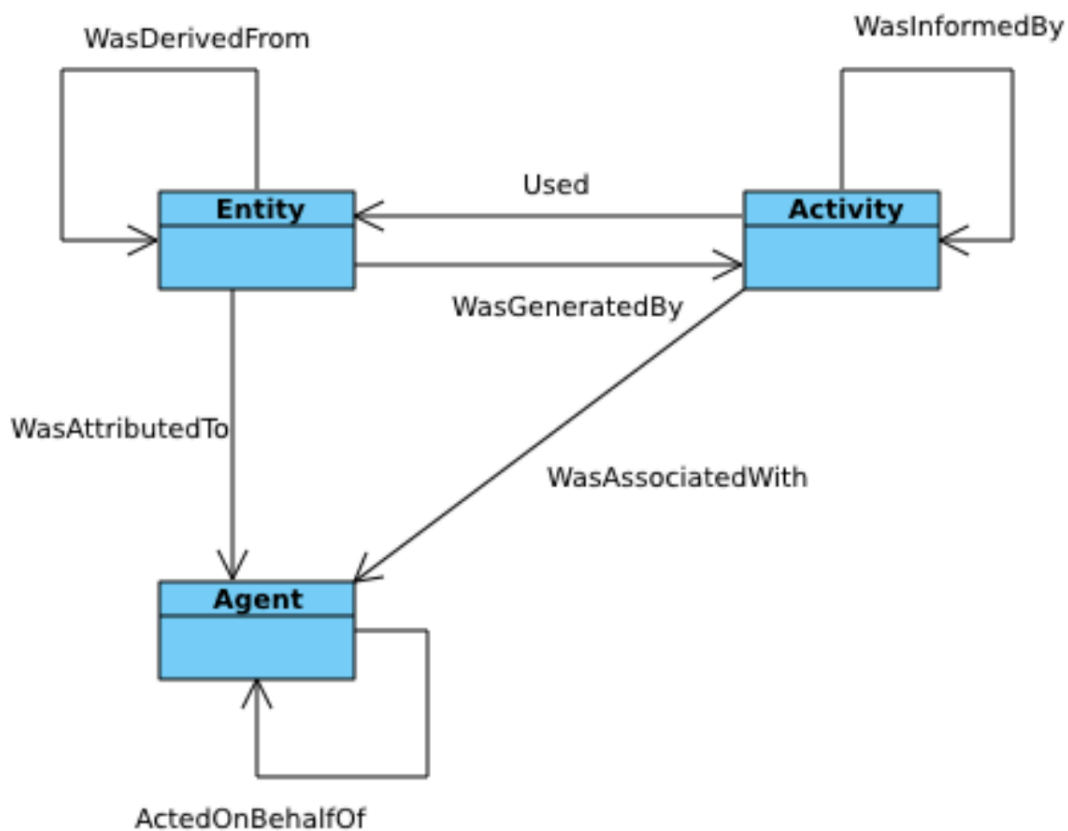 WasDerivedFrom
WasInformedBy
Used
Entity
Activity
WasGeneratedBy
WasAttributedTo
WasAssociatedWith
Agent
ActedOnBehalfOf